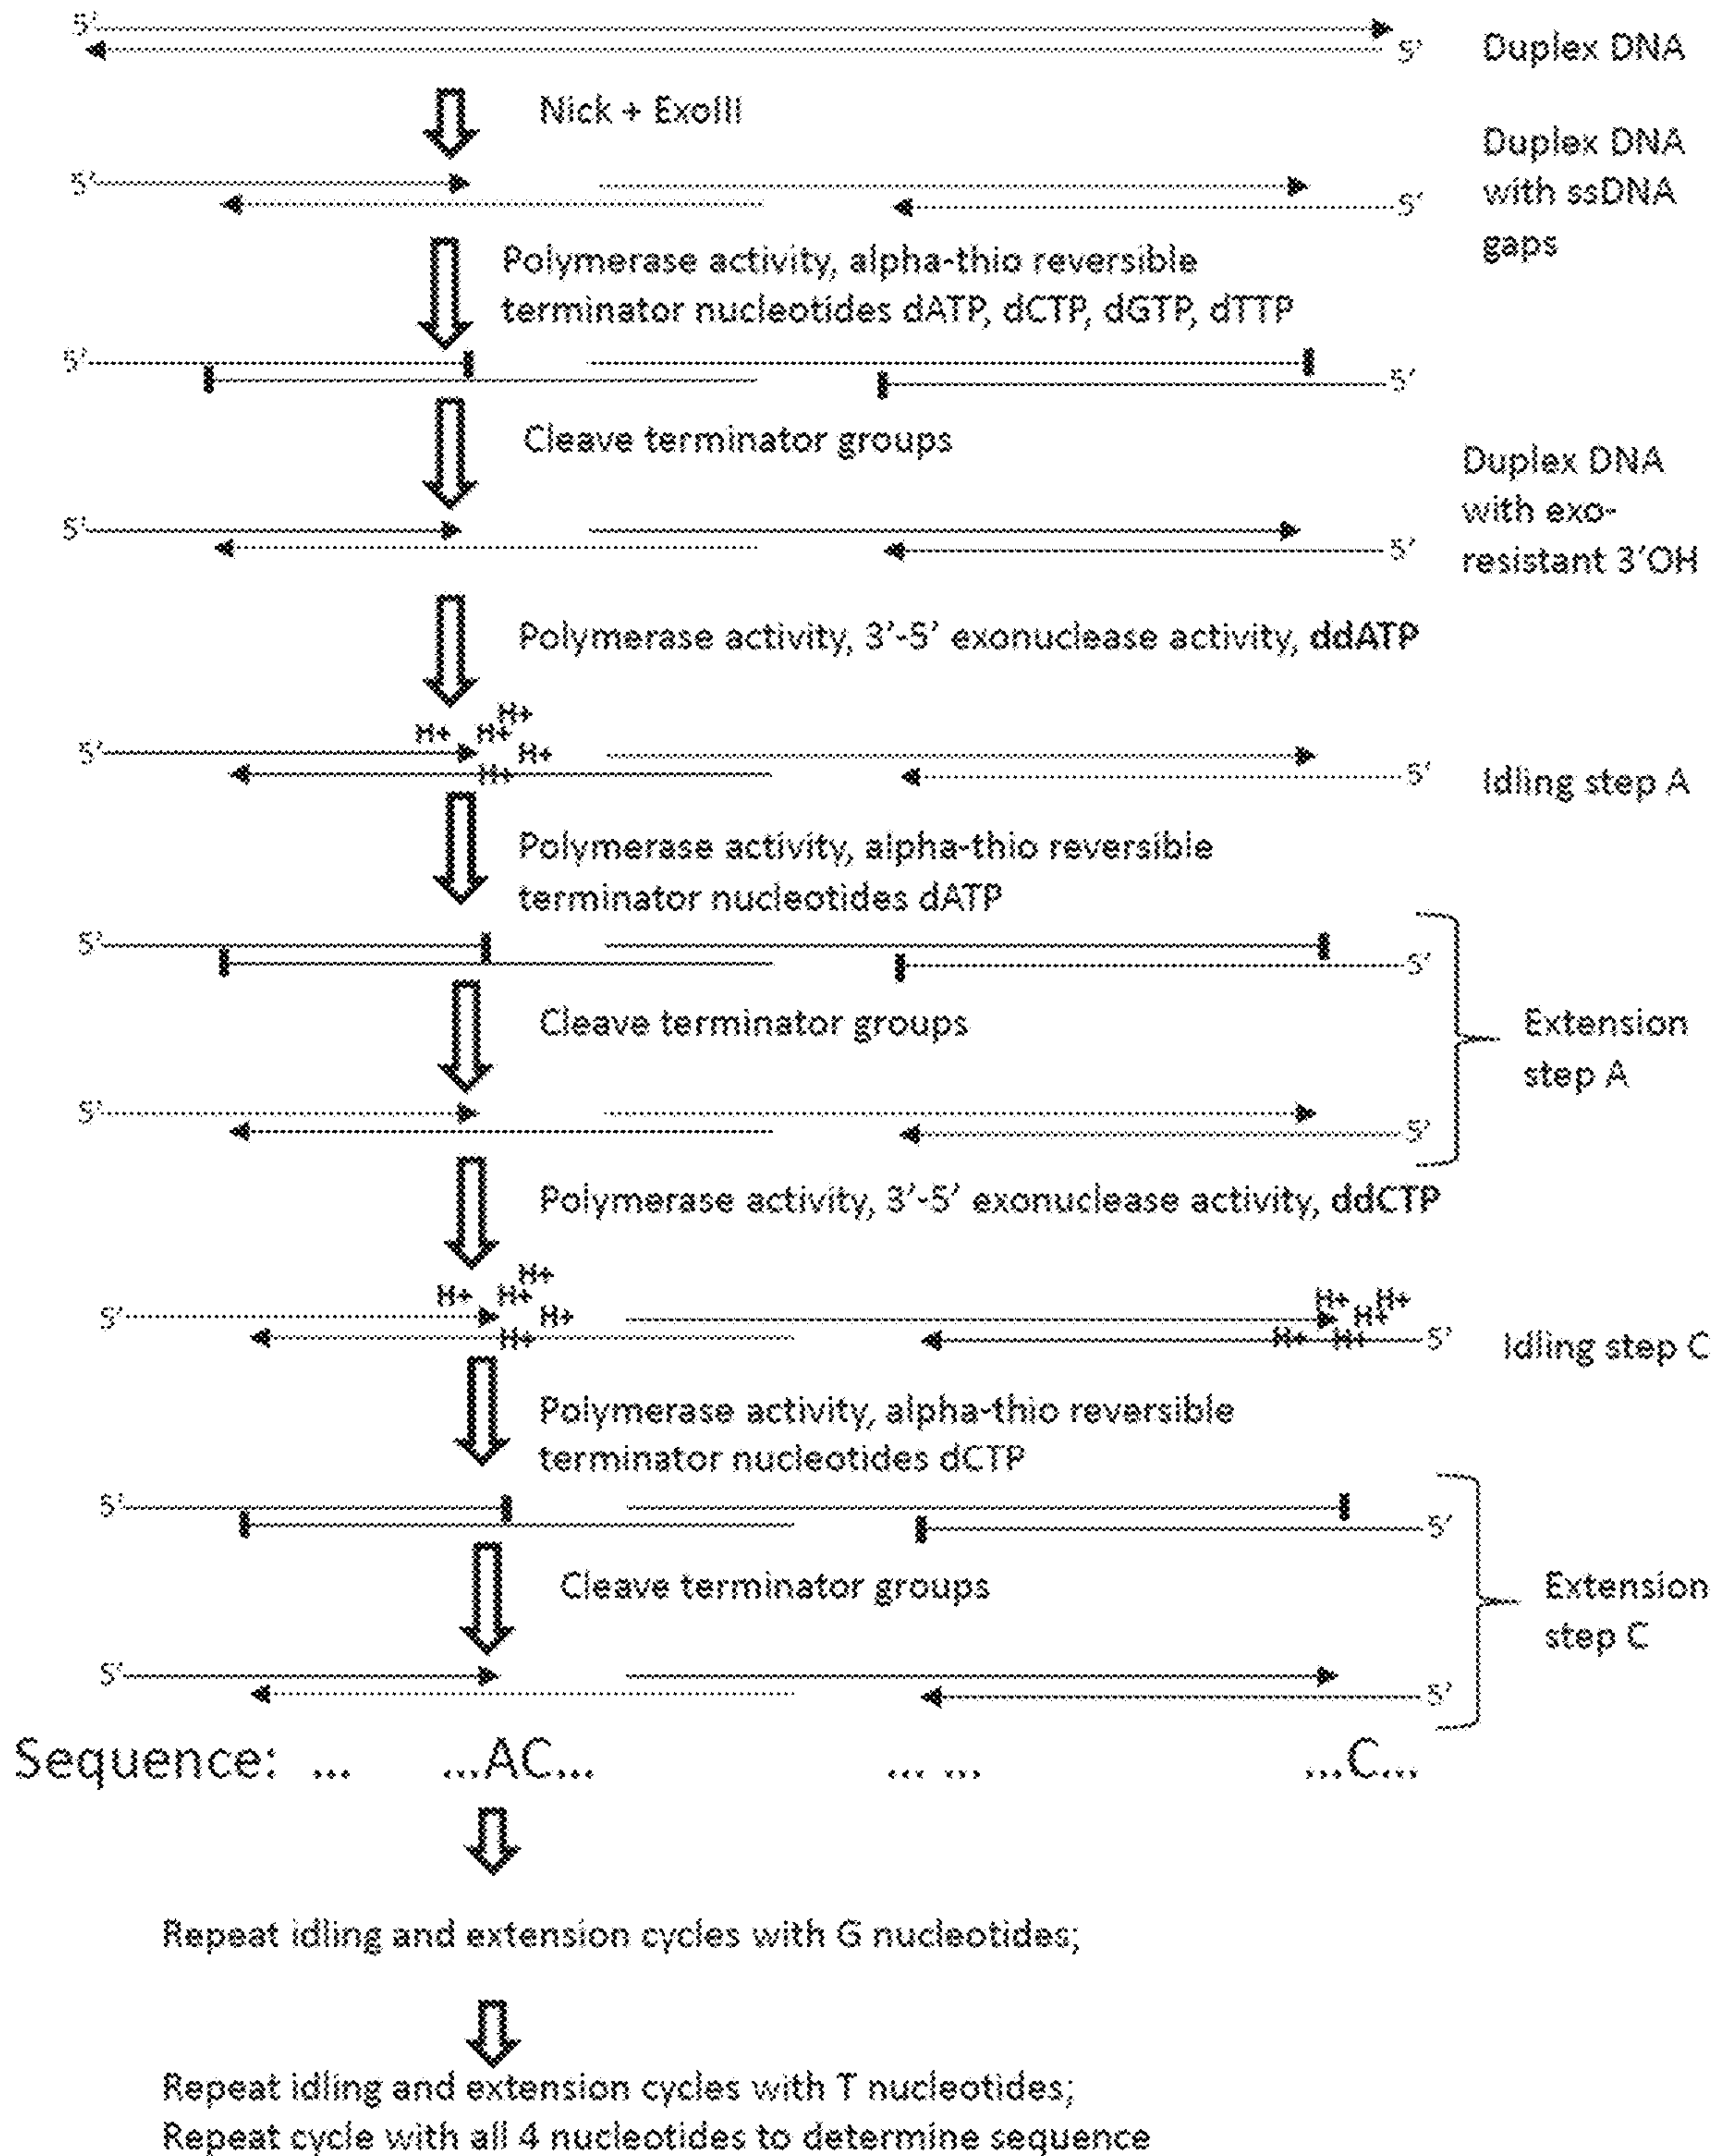 5'
5'
Duplex DNA
Nick + ExoIII
Duplex DNA
with ssDNA
gaps
5'
5'
Polymerase activity, alpha-thio reversible
terminator nucleotides dATP, dCTP, dGTP, dTTP
5'
5'
Cleave terminator groups
Duplex DNA
with exo-
resistant 3'OH
5'
5'
Polymerase activity, 3'-5' exonuclease activity, ddATP
H+ H+ H+ H+ H+
5'
5'
Idling step A
Polymerase activity, alpha-thio reversible
terminator nucleotides dATP
5'
5'
Cleave terminator groups
Extension
step A
5'
5'
Polymerase activity, 3'-5' exonuclease activity, ddCTP
H+ H+ H+ H+ H+
H+ H+ H+ H+ H+
5'
5'
Idling step C
Polymerase activity, alpha-thio reversible
terminator nucleotides dCTP
5'
5'
Cleave terminator groups
Extension
step C
5'
5'
Sequence: ... ...AC... ... ... ...C...
Repeat idling and extension cycles with G nucleotides;
Repeat idling and extension cycles with T nucleotides;
Repeat cycle with all 4 nucleotides to determine sequence